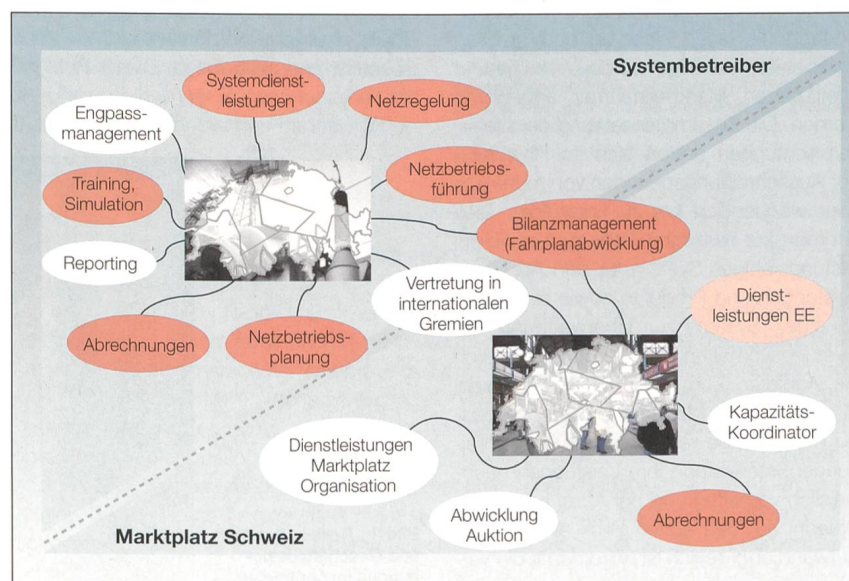 Systembetreiber
Systemdienst-
leistungen
Netzregelung
Engpass-
management
Training,
Simulation
Netzbetriebs-
führung
Bilanzmanagement
(Fahrplanabwicklung)
Reporting
Vertretung in
internationalen
Gremien
Dienst-
leistungen EE
Abrechnungen
Netzbetriebs-
planung
Kapazitäts-
Koordinator
Dienstleistungen
Marktplatz
Organisation
Abwicklung
Auktion
Abrechnungen
Marktplatz Schweiz